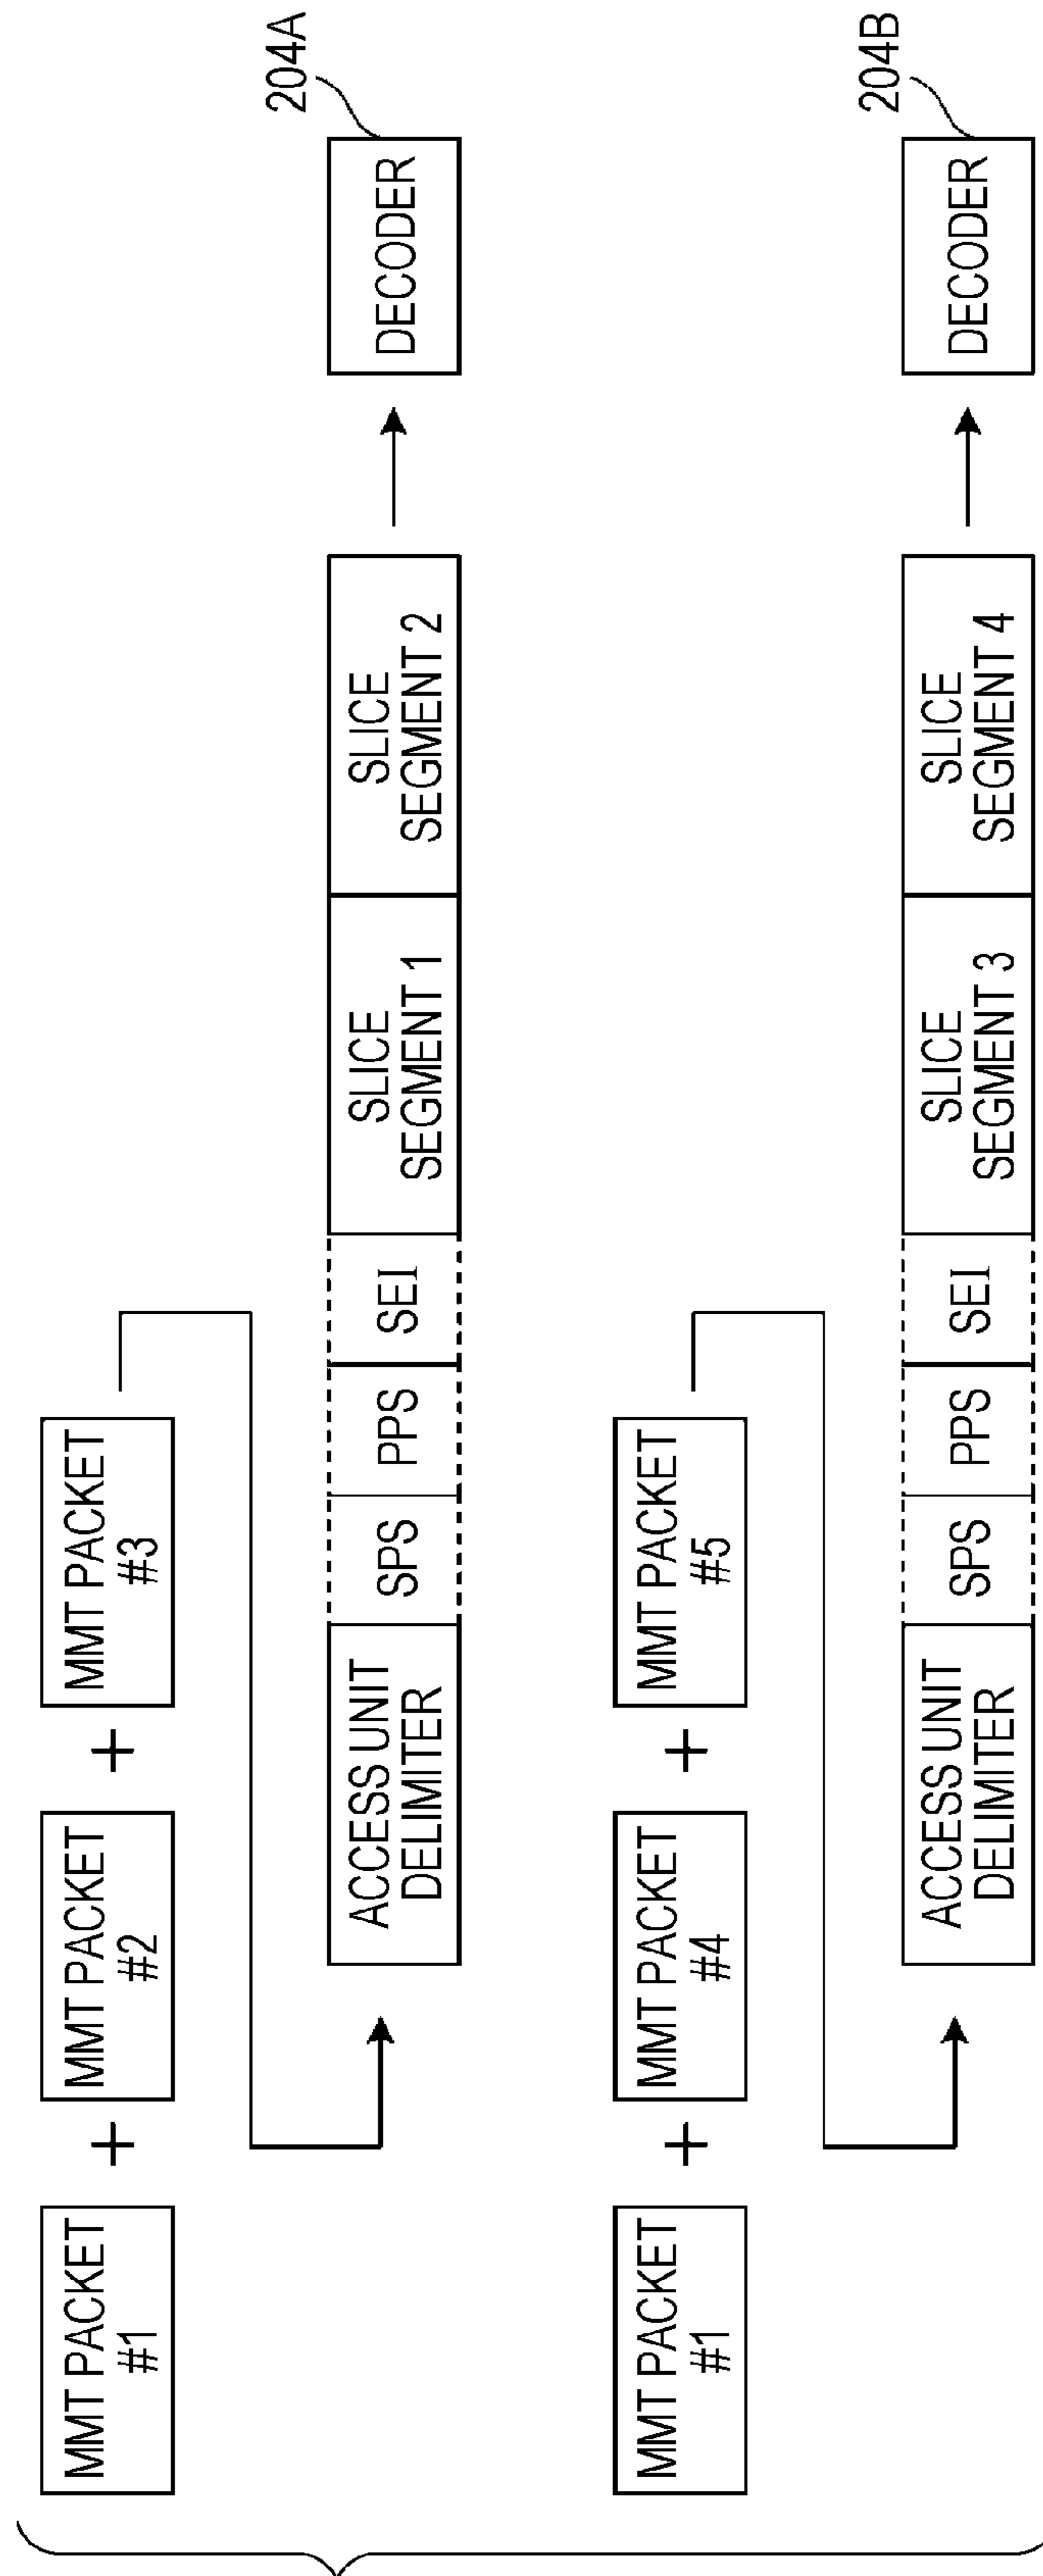 MMT PACKET
#1
+
MMT PACKET
#2
+
MMT PACKET
#3
ACCESS UNIT
DELIMITER
SPS
PPS
SEI
SLICE
SEGMENT 1
SLICE
SEGMENT 2
DECODER
204A
MMT PACKET
#1
+
MMT PACKET
#4
+
MMT PACKET
#5
ACCESS UNIT
DELIMITER
SPS
PPS
SEI
SLICE
SEGMENT 3
SLICE
SEGMENT 4
DECODER
204B